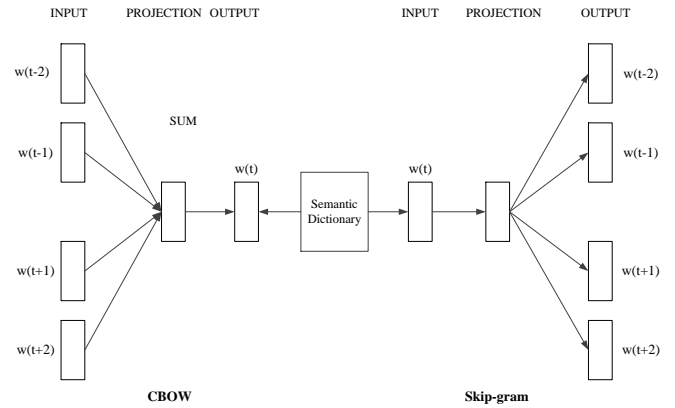 INPUT PROJECTION OUTPUT INPUT PROJECTION OUTPUT
w(t-2) w(t-2)
SUM
w(t-1) w(t-1)
w(t) w(t)
Semantic
Dictionary
w(t+1) w(t+1)
w(t+2) w(t+2)
CBOW Skip-gram